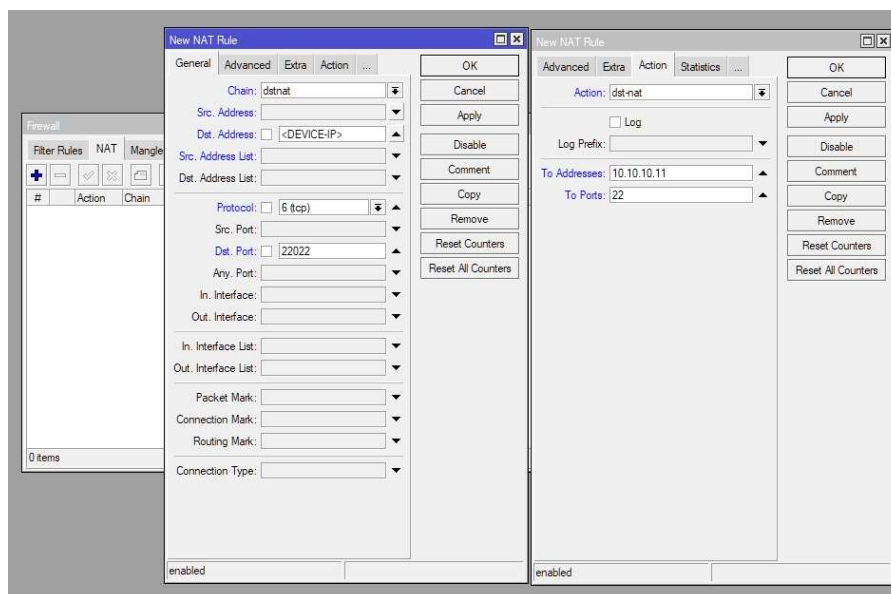 New NAT Rule
General Advanced Extra Action ...
Chain: dstnat
Src. Address:
Dst. Address: <DEVICE-IP>
Src. Address List:
Dst. Address List:
Protocol: 6 (tcp)
Src. Port:
Dst. Port: 22022
Any. Port:
In. Interface:
Out. Interface:
In. Interface List:
Out. Interface List:
Packet Mark:
Connection Mark:
Routing Mark:
Connection Type:
enabled
OK
Cancel
Apply
Disable
Comment
Copy
Remove
Reset Counters
Reset All Counters
New NAT Rule
Advanced Extra Action Statistics ...
Action: dst-nat
Log
Log Prefix:
To Addresses: 10.10.10.11
To Ports: 22
enabled
OK
Cancel
Apply
Disable
Comment
Copy
Remove
Reset Counters
Reset All Counters
Firewall
Filter Rules NAT Mangle
# Action Chain
0 items